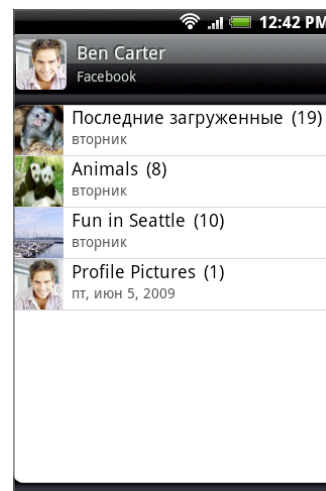 12:42 PM
Ben Carter
Facebook
Последние загруженные (19)
вторник
Animals (8)
вторник
Fun in Seattle (10)
вторник
Profile Pictures (1)
пт, июн 5, 2009